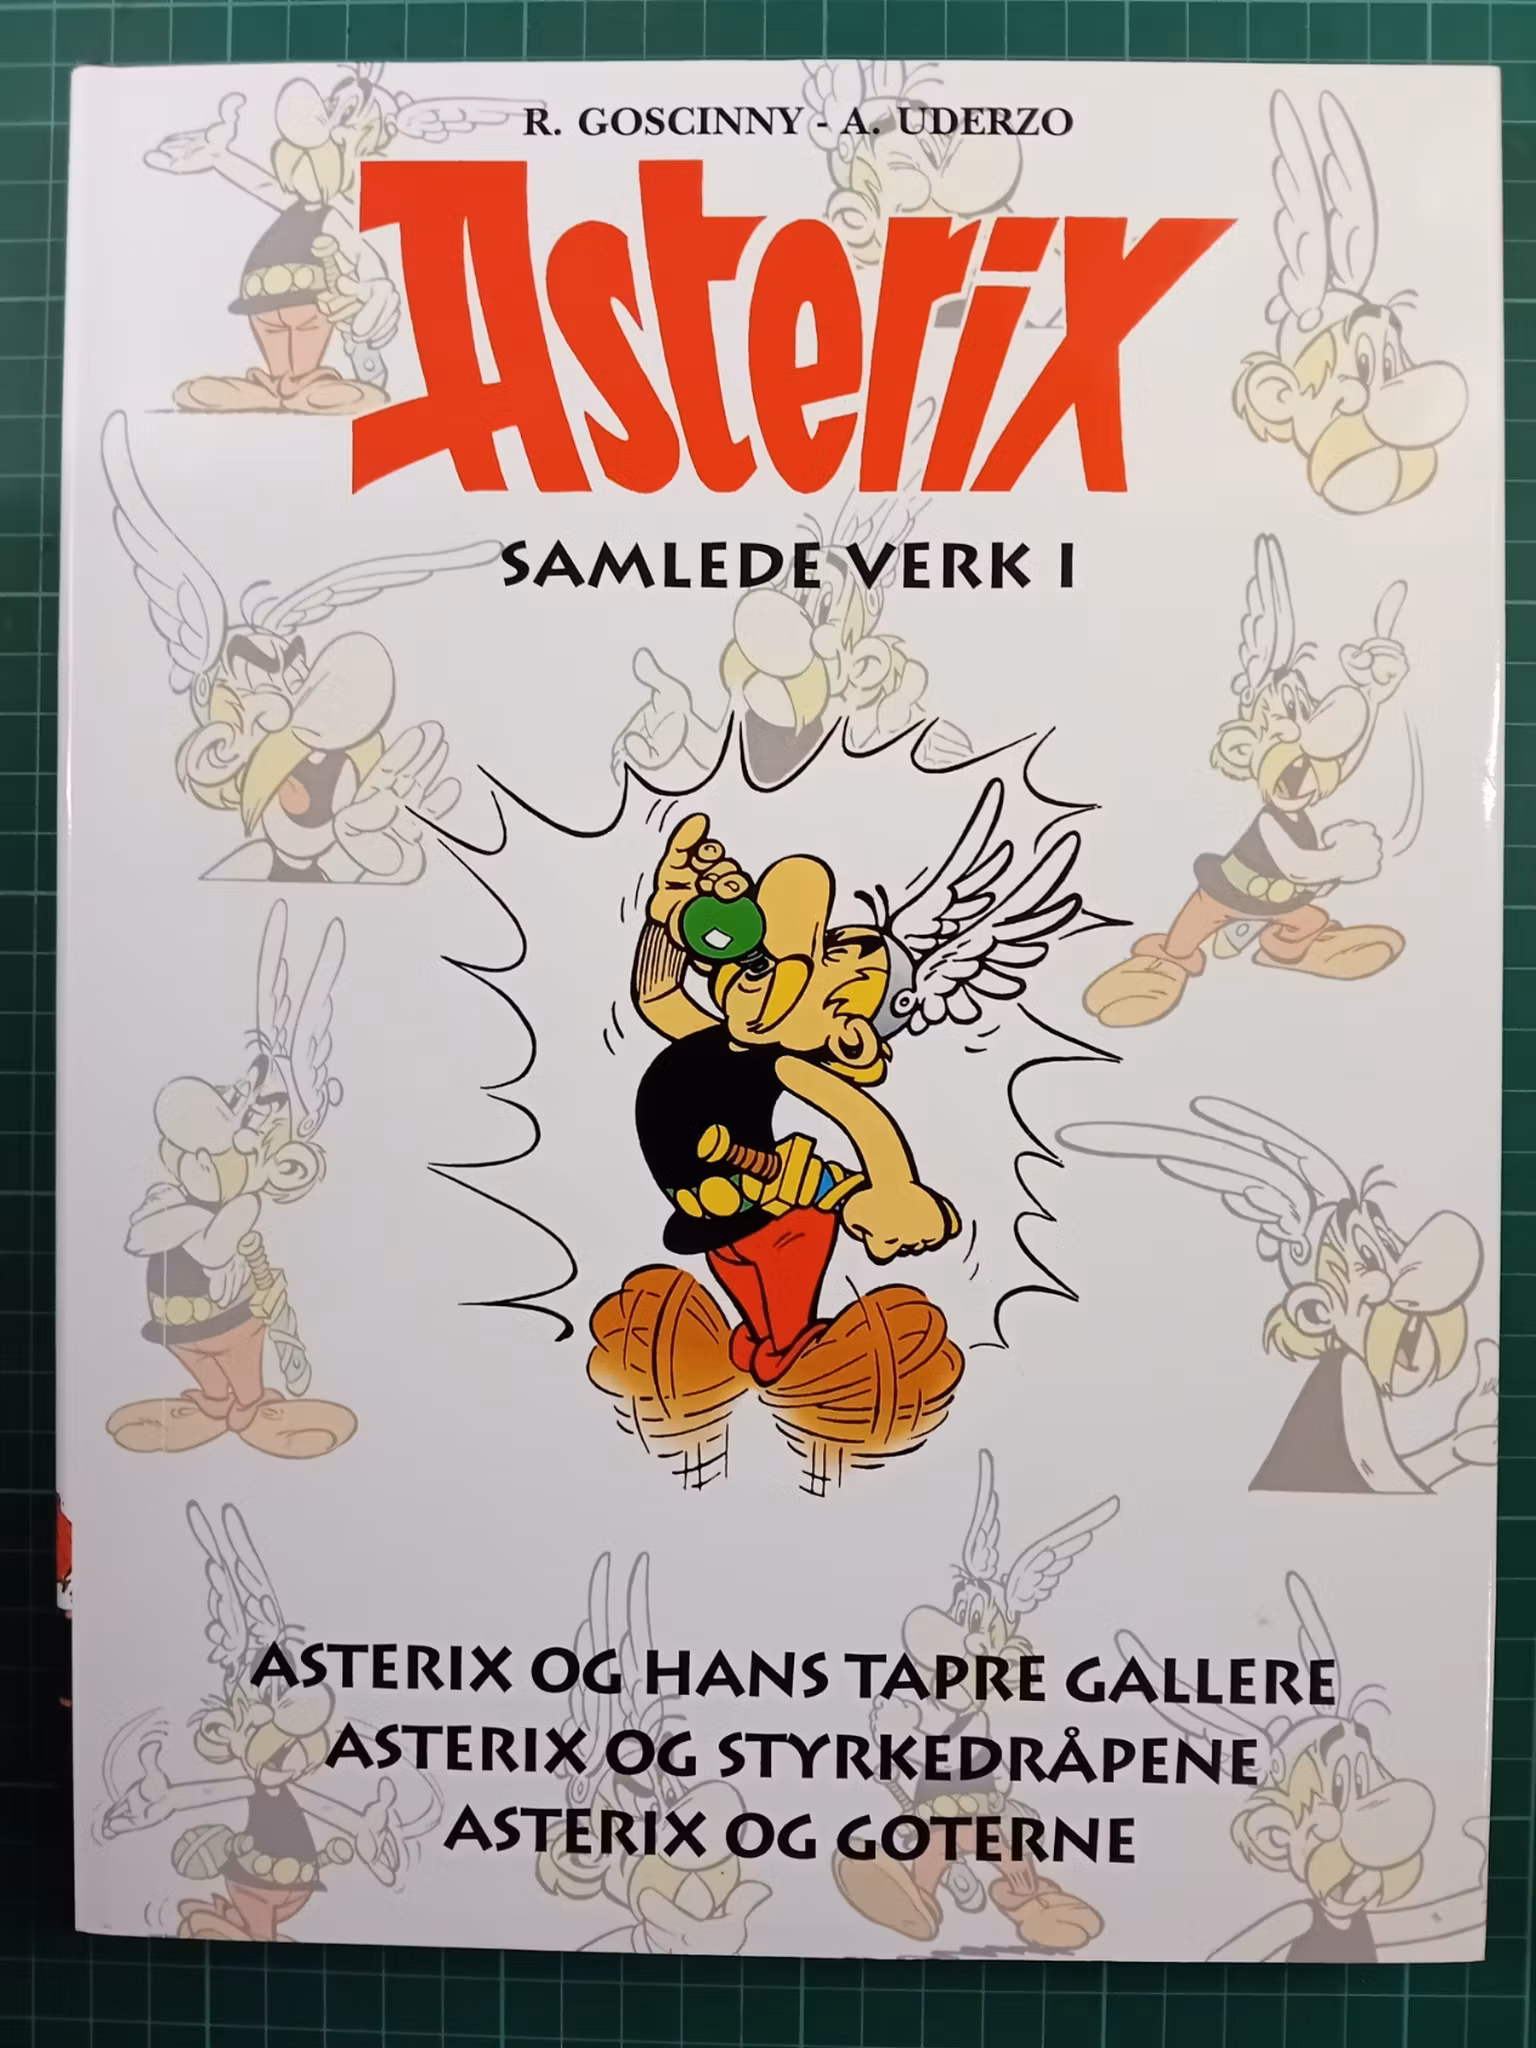 R. GOSCINNY - A. UDERZO
Asterix
SAMLEDE VERK I
ASTERIX OG HANS TAPRE GALLERE
ASTERIX OG STYRKEDRÅPENE
ASTERIX OG GOTERNE